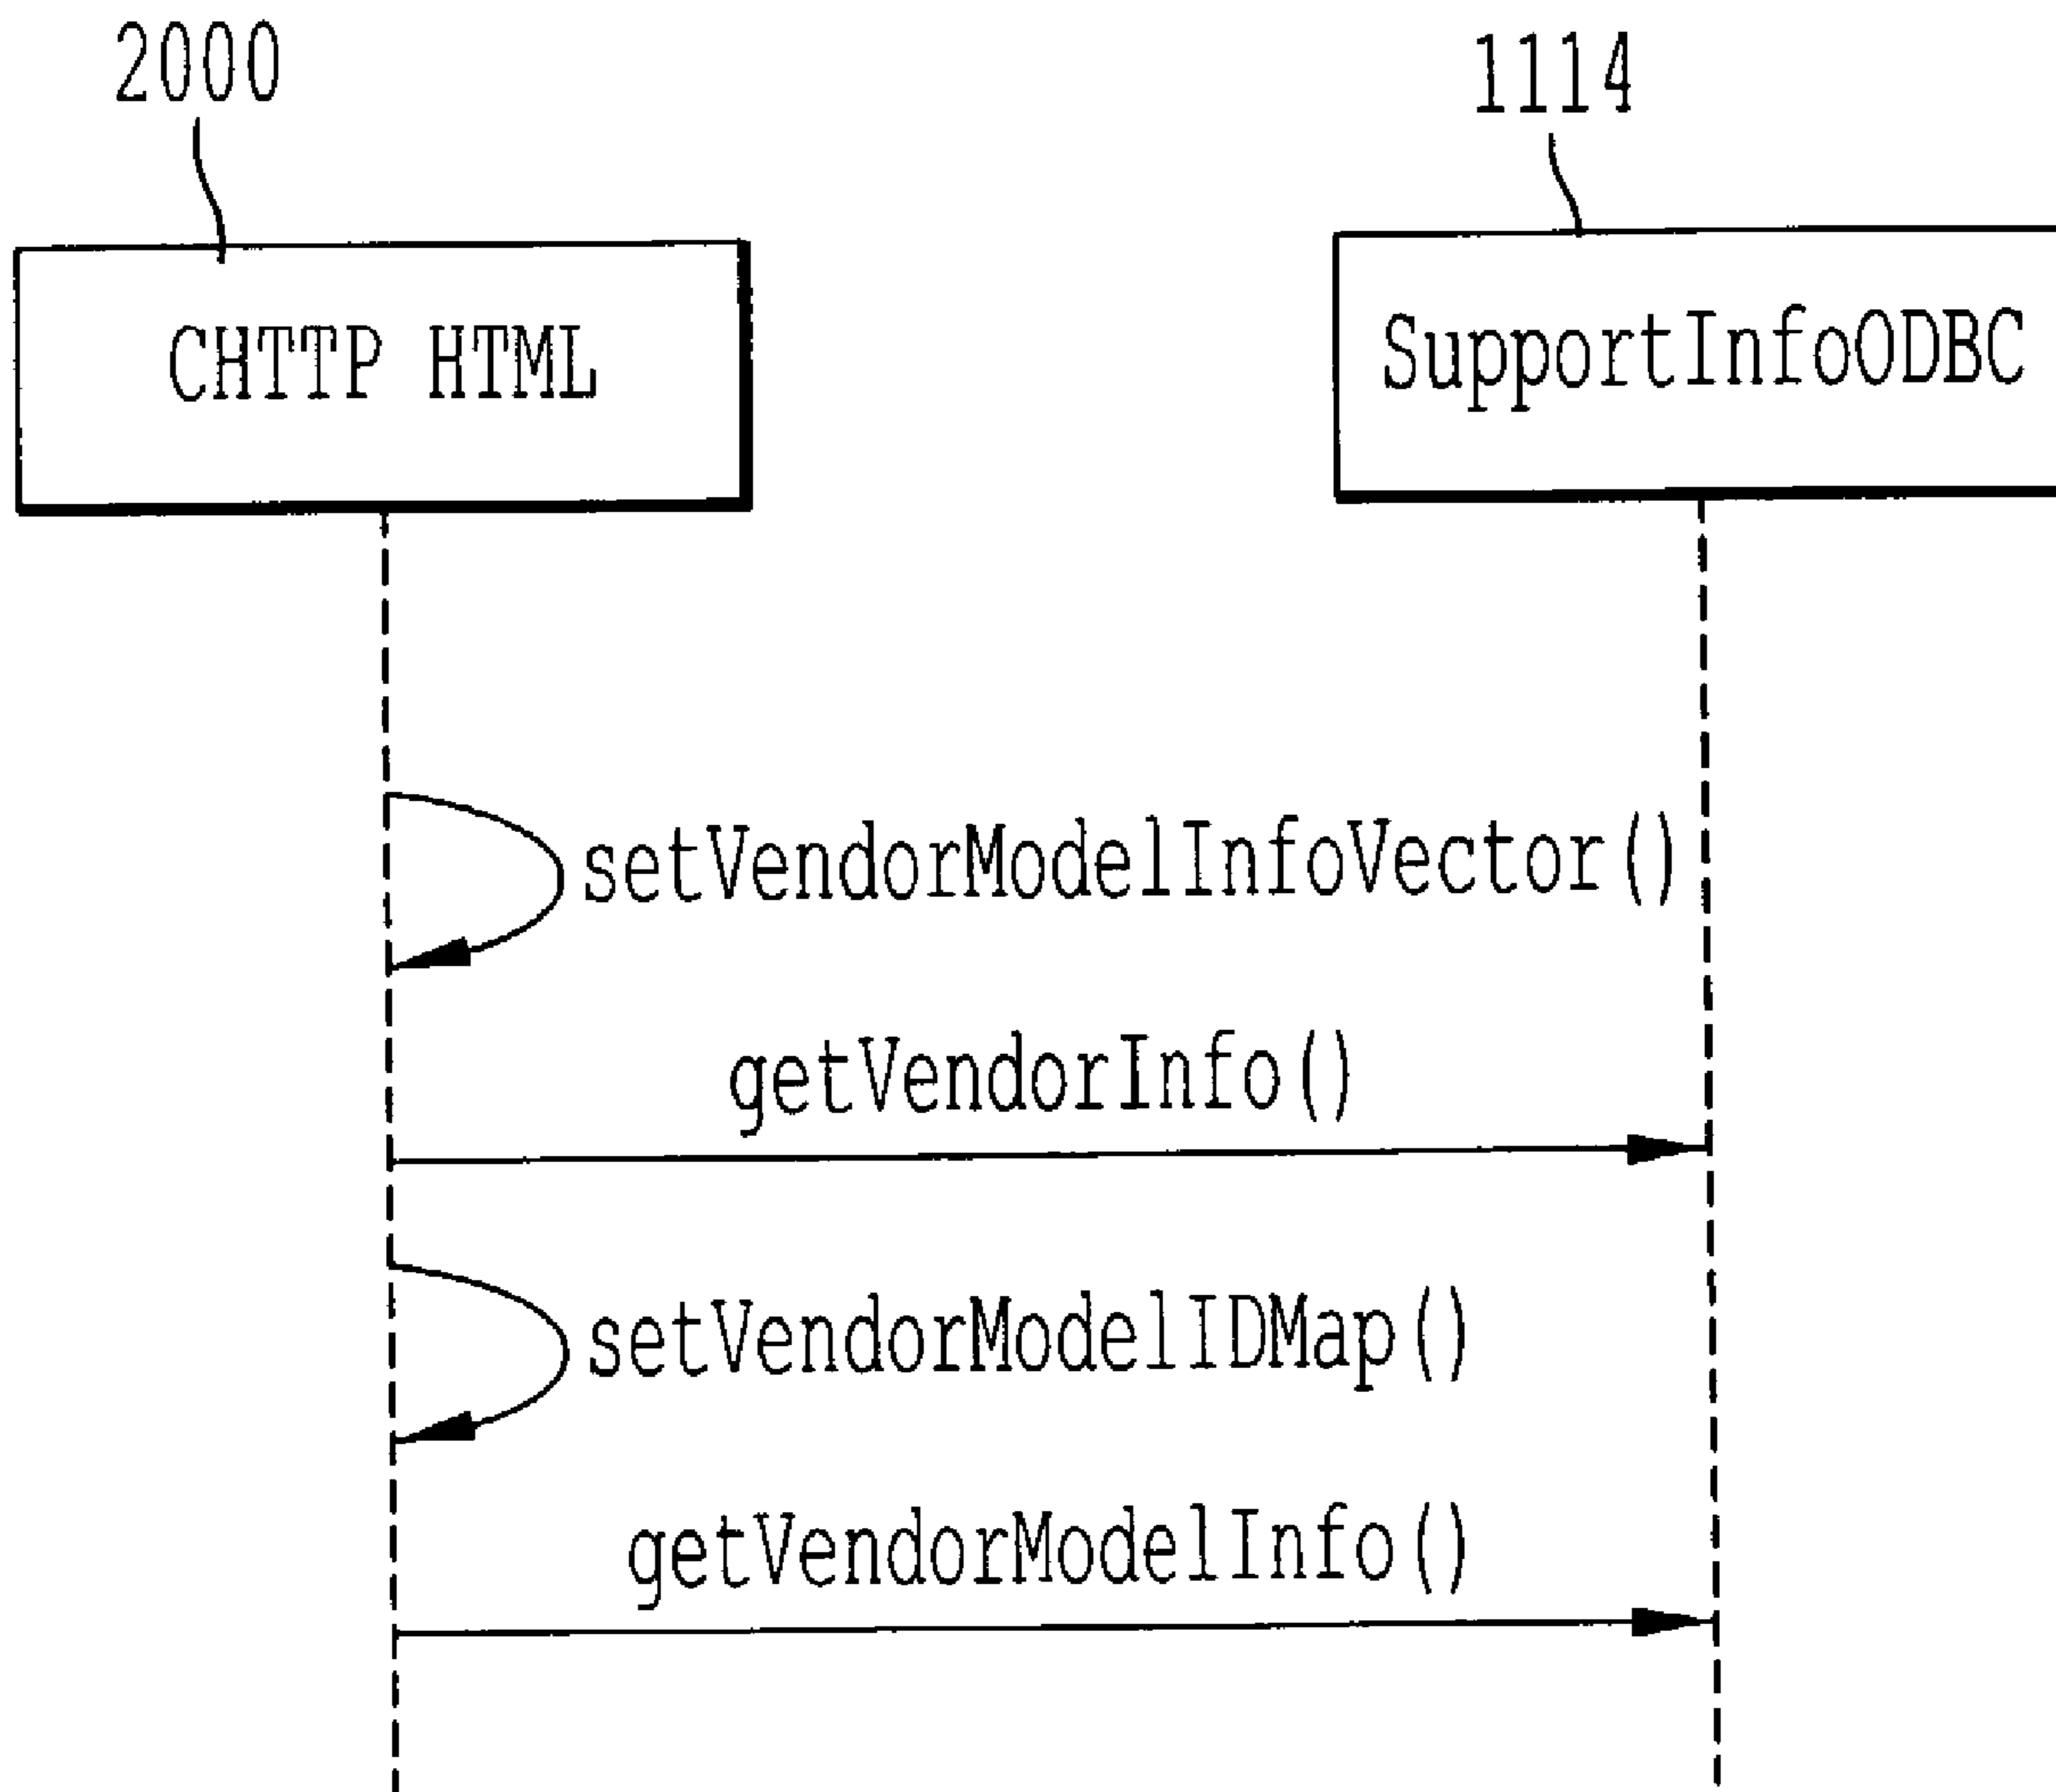 2000
1114
CHTTP HTML
SupportInfoODBC
setVendorModelInfoVector()
getVendorInfo()
setVendorModelIDMap()
getVendorModelInfo()